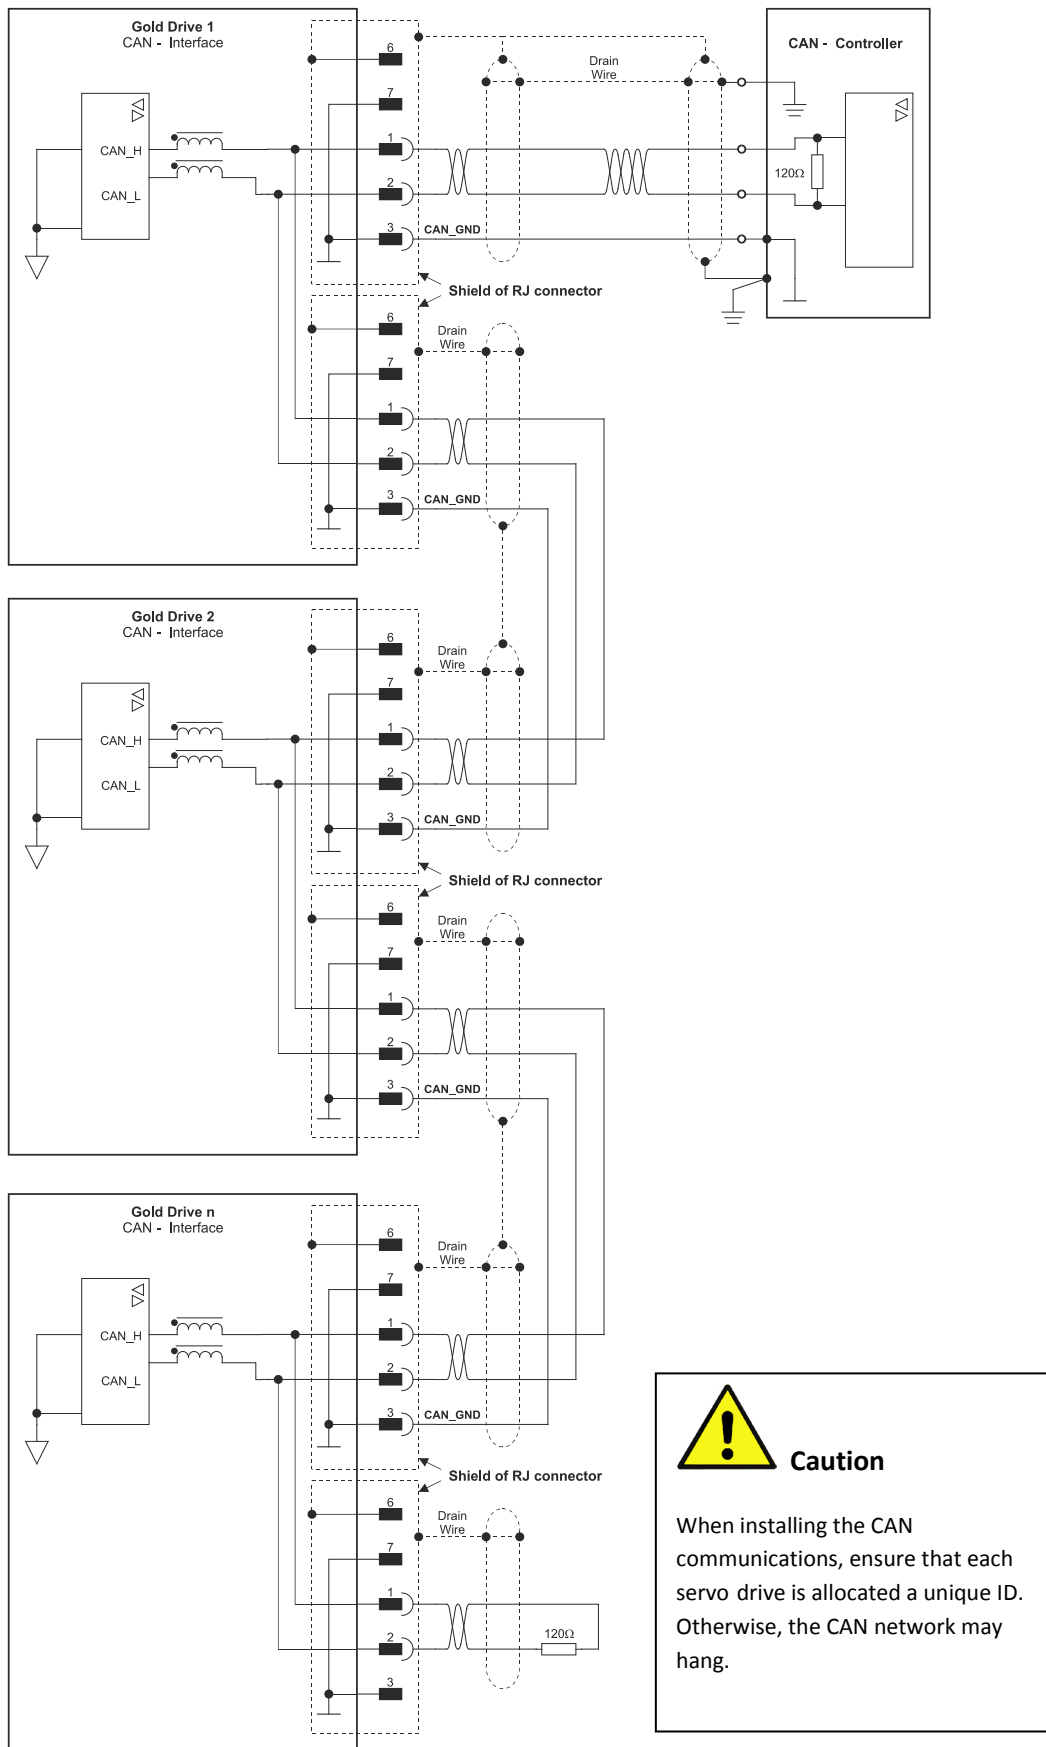 Gold Drive 1
CAN - Interface
CAN_H
CAN_L
6
7
1
2
3
CAN_GND
Drain
Wire
CAN - Controller
120Ω
Shield of RJ connector
6
7
1
2
3
Drain
Wire
CAN_GND
Gold Drive 2
CAN - Interface
CAN_H
CAN_L
6
7
1
2
3
Drain
Wire
CAN_GND
Shield of RJ connector
6
7
1
2
3
Drain
Wire
CAN_GND
Gold Drive n
CAN - Interface
CAN_H
CAN_L
6
7
1
2
3
Drain
Wire
CAN_GND
Shield of RJ connector
6
7
1
2
3
Drain
Wire
120Ω
Caution
When installing the CAN
communications, ensure that each
servo drive is allocated a unique ID.
Otherwise, the CAN network may
hang.